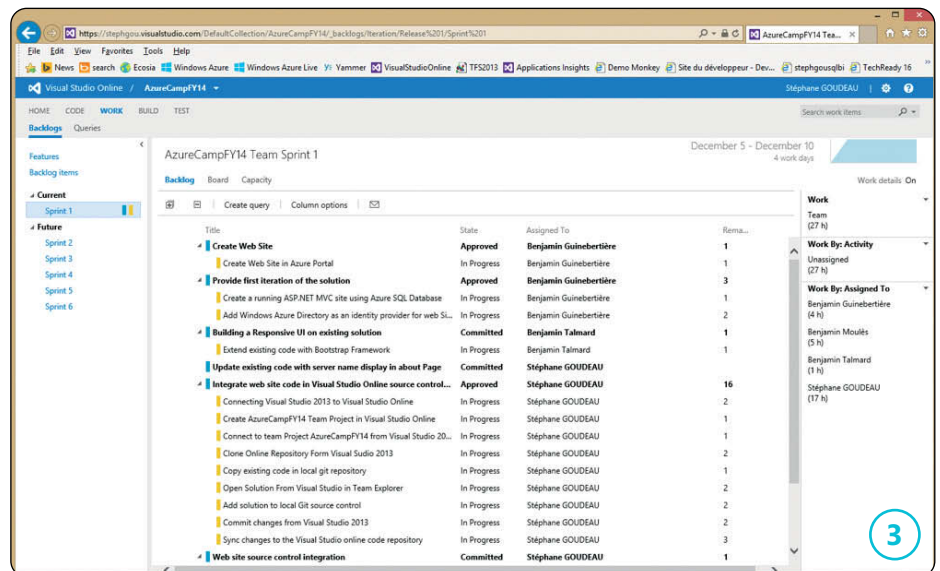 https://stephgou.visualstudio.com/DefaultCollection/AzureCampFY14/_backlogs/Iteration/Release%201/Sprint%201
AzureCampFY14 Tea...
File Edit View Favorites Tools Help
News search Ecosia Windows Azure Windows Azure Live Yammer VisualStudioOnline TFS2013 Applications Insights Demo Monkey Site du développeur - Dev... stephgousqlbi TechReady 16
Visual Studio Online / AzureCampFY14
Stéphane GOUDEAU
HOME CODE WORK BUILD TEST
Search work items
Backlogs Queries
Features
Backlog items
Current
Sprint 1
Future
Sprint 2
Sprint 3
Sprint 4
Sprint 5
Sprint 6
AzureCampFY14 Team Sprint 1
December 5 - December 10
4 work days
Backlog Board Capacity
Work details On
Create query Column options
Title State Assigned To Rema...
Create Web Site Approved Benjamin Guinebertière 1
Create Web Site in Azure Portal In Progress Benjamin Guinebertière 1
Provide first iteration of the solution Approved Benjamin Guinebertière 3
Create a running ASP.NET MVC site using Azure SQL Database In Progress Benjamin Guinebertière 1
Add Windows Azure Directory as an identity provider for web Si... In Progress Benjamin Guinebertière 2
Building a Responsive UI on existing solution Committed Benjamin Talmard 1
Extend existing code with Bootstrap Framework In Progress Benjamin Talmard 1
Update existing code with server name display in about Page Committed Stéphane GOUDEAU
Integrate web site code in Visual Studio Online source control... Approved Stéphane GOUDEAU 16
Connecting Visual Studio 2013 to Visual Studio Online In Progress Stéphane GOUDEAU 2
Create AzureCampFY14 Team Project in Visual Studio Online In Progress Stéphane GOUDEAU 1
Connect to team Project AzureCampFY14 from Visual Studio 20... In Progress Stéphane GOUDEAU 1
Clone Online Repository Form Visual Sudio 2013 In Progress Stéphane GOUDEAU 2
Copy existing code in local git repository In Progress Stéphane GOUDEAU 1
Open Solution From Visual Studio in Team Explorer In Progress Stéphane GOUDEAU 2
Add solution to local Git source control In Progress Stéphane GOUDEAU 2
Commit changes from Visual Studio 2013 In Progress Stéphane GOUDEAU 2
Sync changes to the Visual Studio online code repository In Progress Stéphane GOUDEAU 3
Web site source control integration Committed Stéphane GOUDEAU 1
Work
Team
(27 h)
Work By: Activity
Unassigned
(27 h)
Work By: Assigned To
Benjamin Guinebertière
(4 h)
Benjamin Moulès
(5 h)
Benjamin Talmard
(1 h)
Stéphane GOUDEAU
(17 h)
3